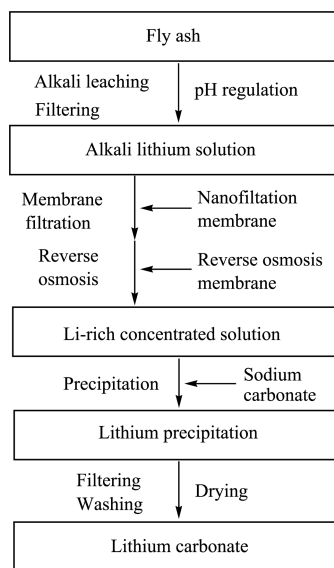 Fly ash
Alkali leaching
Filtering
pH regulation
Alkali lithium solution
Membrane
filtration
Nanofiltation
membrane
Reverse
osmosis
Reverse osmosis
membrane
Li-rich concentrated solution
Precipitation
Sodium
carbonate
Lithium precipitation
Filtering
Washing
Drying
Lithium carbonate